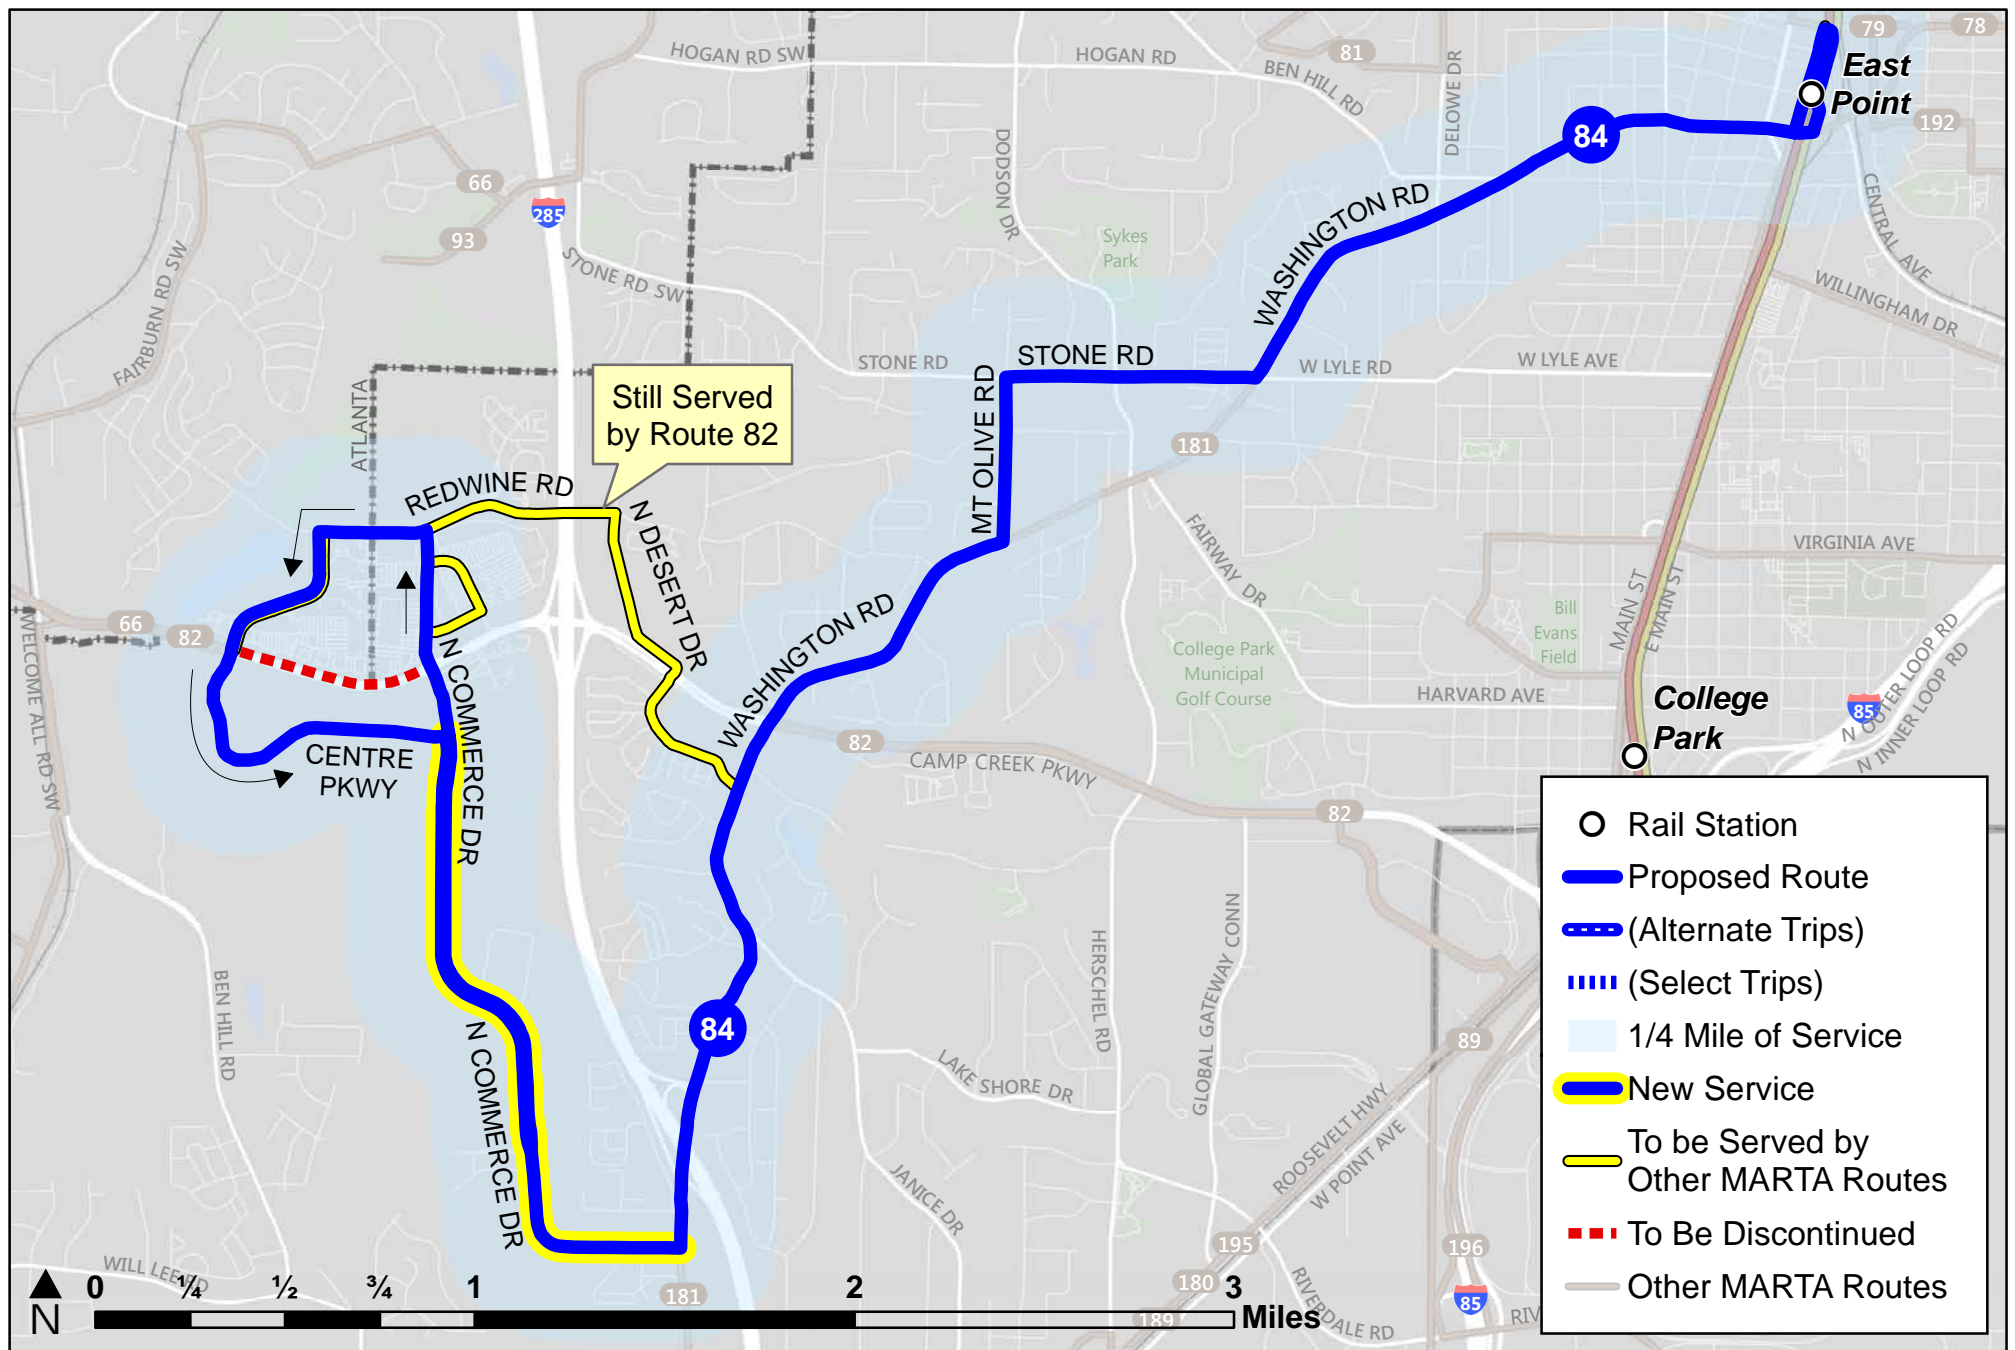 HOGAN RD SW
HOGAN RD
81
79
78
East
Point
BEN HILL RD
DELOWE DR
192
84
66
285
93
DODSON DR
CENTRAL AVE
Sykes
Park
WASHINGTON RD
STONE RD SW
FAIRBURN RD SW
WILLINGHAM DR
STONE RD
STONE RD
W LYLE RD
W LYLE AVE
Still Served
by Route 82
ATLANTA
MT OLIVE RD
181
REDWINE RD
N DESERT DR
FAIRWAY DR
VIRGINIA AVE
MAIN ST
E MAIN ST
66
82
WELCOME ALL RD SW
N COMMERCE DR
WASHINGTON RD
College Park
Municipal
Golf Course
Bill
Evans
Field
HARVARD AVE
College
Park
85
N OUTER LOOP RD
N INNER LOOP RD
82
CAMP CREEK PKWY
CENTRE
PKWY
82
BEN HILL RD
N COMMERCE DR
84
HERSCHEL RD
GLOBAL GATEWAY CONN
LAKE SHORE DR
89
ROOSEVELT HWY
W POINT AVE
JANICE DR
195
196
180
181
189
RIVERDALE RD
85
RIV
WILL LEE RD
Rail Station
Proposed Route
(Alternate Trips)
(Select Trips)
1/4 Mile of Service
New Service
To be Served by
Other MARTA Routes
To Be Discontinued
Other MARTA Routes
N
0 ¼ ½ ¾ 1 2 3
Miles